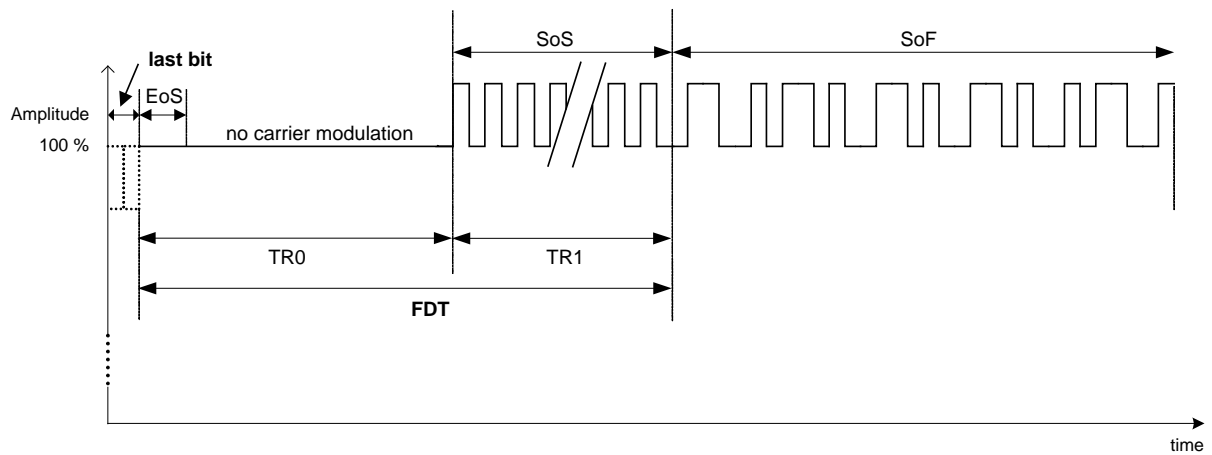 SoS
SoF
last bit
EoS
Amplitude
100 %
no carrier modulation
TR0
TR1
FDT
time